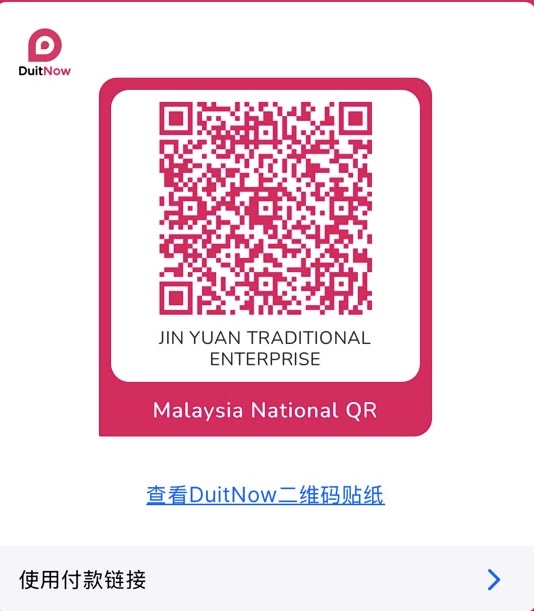 DuitNow
JIN YUAN TRADITIONAL
ENTERPRISE
Malaysia National QR
查看DuitNow二维码贴纸
使用付款链接